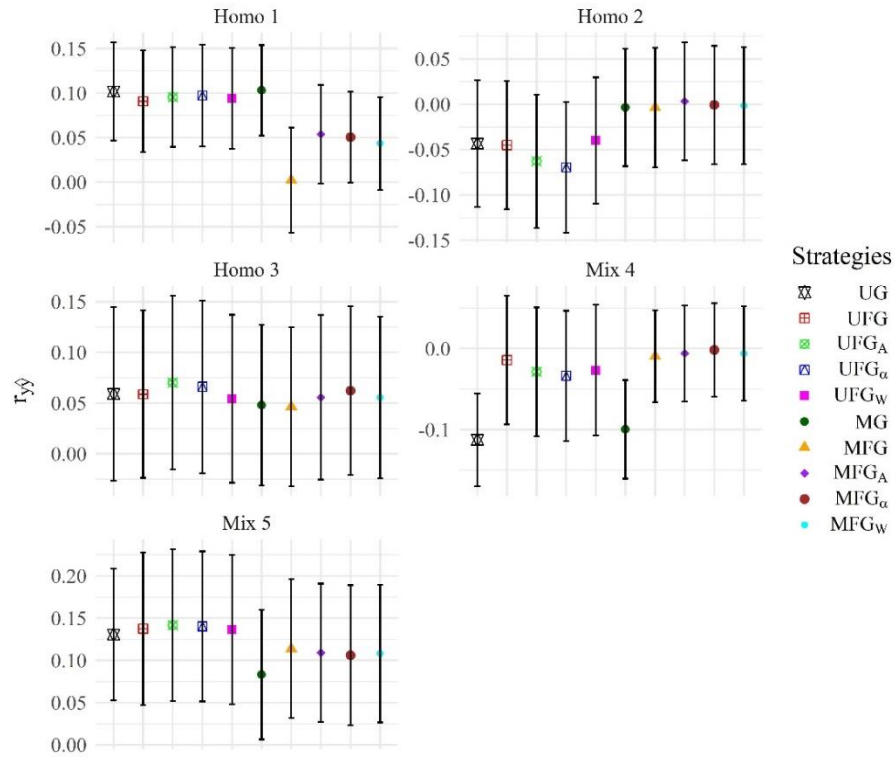 Homo 1
0.15
0.10
0.05
0.00
-0.05
Homo 2
0.05
0.00
-0.05
-0.10
-0.15
Homo 3
0.15
0.10
0.05
0.00
Mix 4
0.0
-0.1
Mix 5
0.20
0.15
0.10
0.05
0.00
r_yŷ
Strategies
UG
UFG
UFG_A
UFG_α
UFG_W
MG
MFG
MFG_A
MFG_α
MFG_W